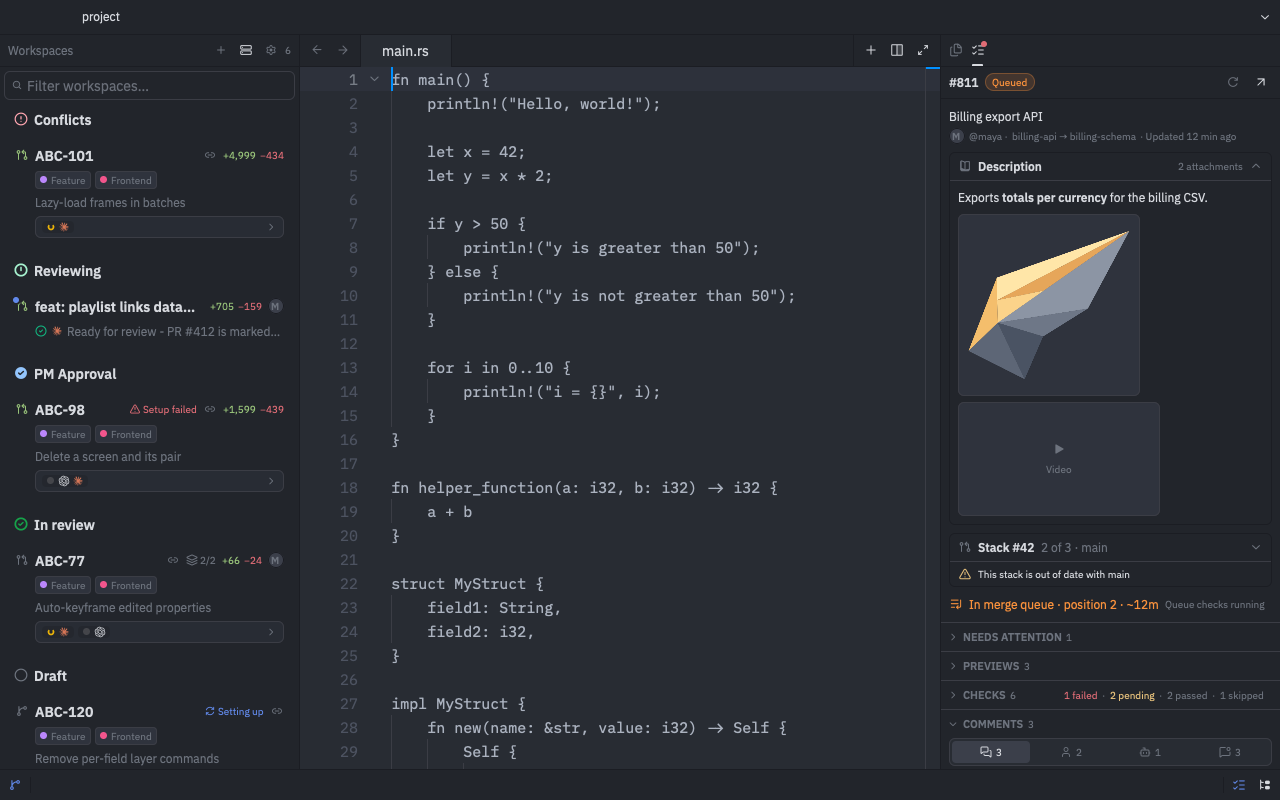 project
Workspaces
6
Filter workspaces...
Conflicts
ABC-101
+4,999 −434
Feature
Frontend
Lazy-load frames in batches
Reviewing
feat: playlist links data...
+705 −159
M
Ready for review - PR #412 is marked...
PM Approval
ABC-98
Setup failed
+1,599 −439
Feature
Frontend
Delete a screen and its pair
In review
ABC-77
2/2
+66 −24
M
Feature
Frontend
Auto-keyframe edited properties
Draft
ABC-120
Setting up
Feature
Frontend
Remove per-field layer commands
main.rs
1 fn main() {
2 println!("Hello, world!");
3
4 let x = 42;
5 let y = x * 2;
6
7 if y > 50 {
8 println!("y is greater than 50");
9 } else {
10 println!("y is not greater than 50");
11 }
12
13 for i in 0..10 {
14 println!("i = {}", i);
15 }
16 }
17
18 fn helper_function(a: i32, b: i32) -> i32 {
19 a + b
20 }
21
22 struct MyStruct {
23 field1: String,
24 field2: i32,
25 }
26
27 impl MyStruct {
28 fn new(name: &str, value: i32) -> Self {
29 Self {
#811
Queued
Billing export API
M @maya · billing-api → billing-schema · Updated 12 min ago
Description
2 attachments
Exports totals per currency for the billing CSV.
Video
Stack #42 2 of 3 · main
This stack is out of date with main
In merge queue · position 2 · ~12m Queue checks running
NEEDS ATTENTION 1
PREVIEWS 3
CHECKS 6
1 failed · 2 pending · 2 passed · 1 skipped
COMMENTS 3
3
2
1
3